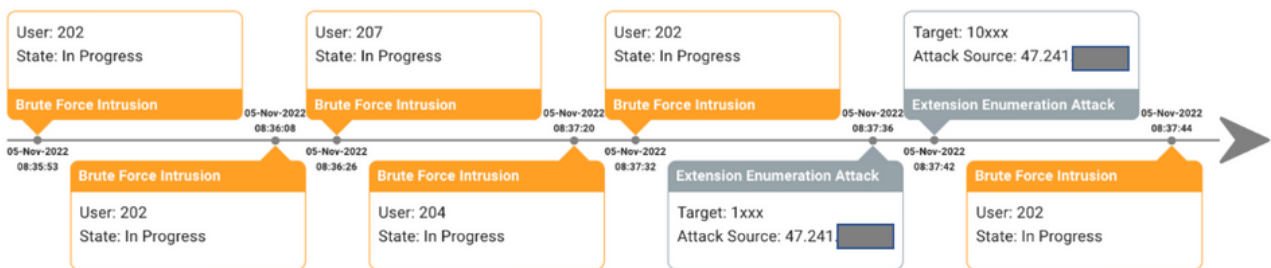 User: 202
State: In Progress
Brute Force Intrusion
05-Nov-2022
08:35:53
05-Nov-2022
08:36:08
Brute Force Intrusion
User: 202
State: In Progress
User: 207
State: In Progress
Brute Force Intrusion
05-Nov-2022
08:36:26
05-Nov-2022
08:37:20
Brute Force Intrusion
User: 204
State: In Progress
User: 202
State: In Progress
Brute Force Intrusion
05-Nov-2022
08:37:32
05-Nov-2022
08:37:36
Extension Enumeration Attack
Target: 1xxx
Attack Source: 47.241.
Target: 10xxx
Attack Source: 47.241.
Extension Enumeration Attack
05-Nov-2022
08:37:42
05-Nov-2022
08:37:44
Brute Force Intrusion
User: 202
State: In Progress